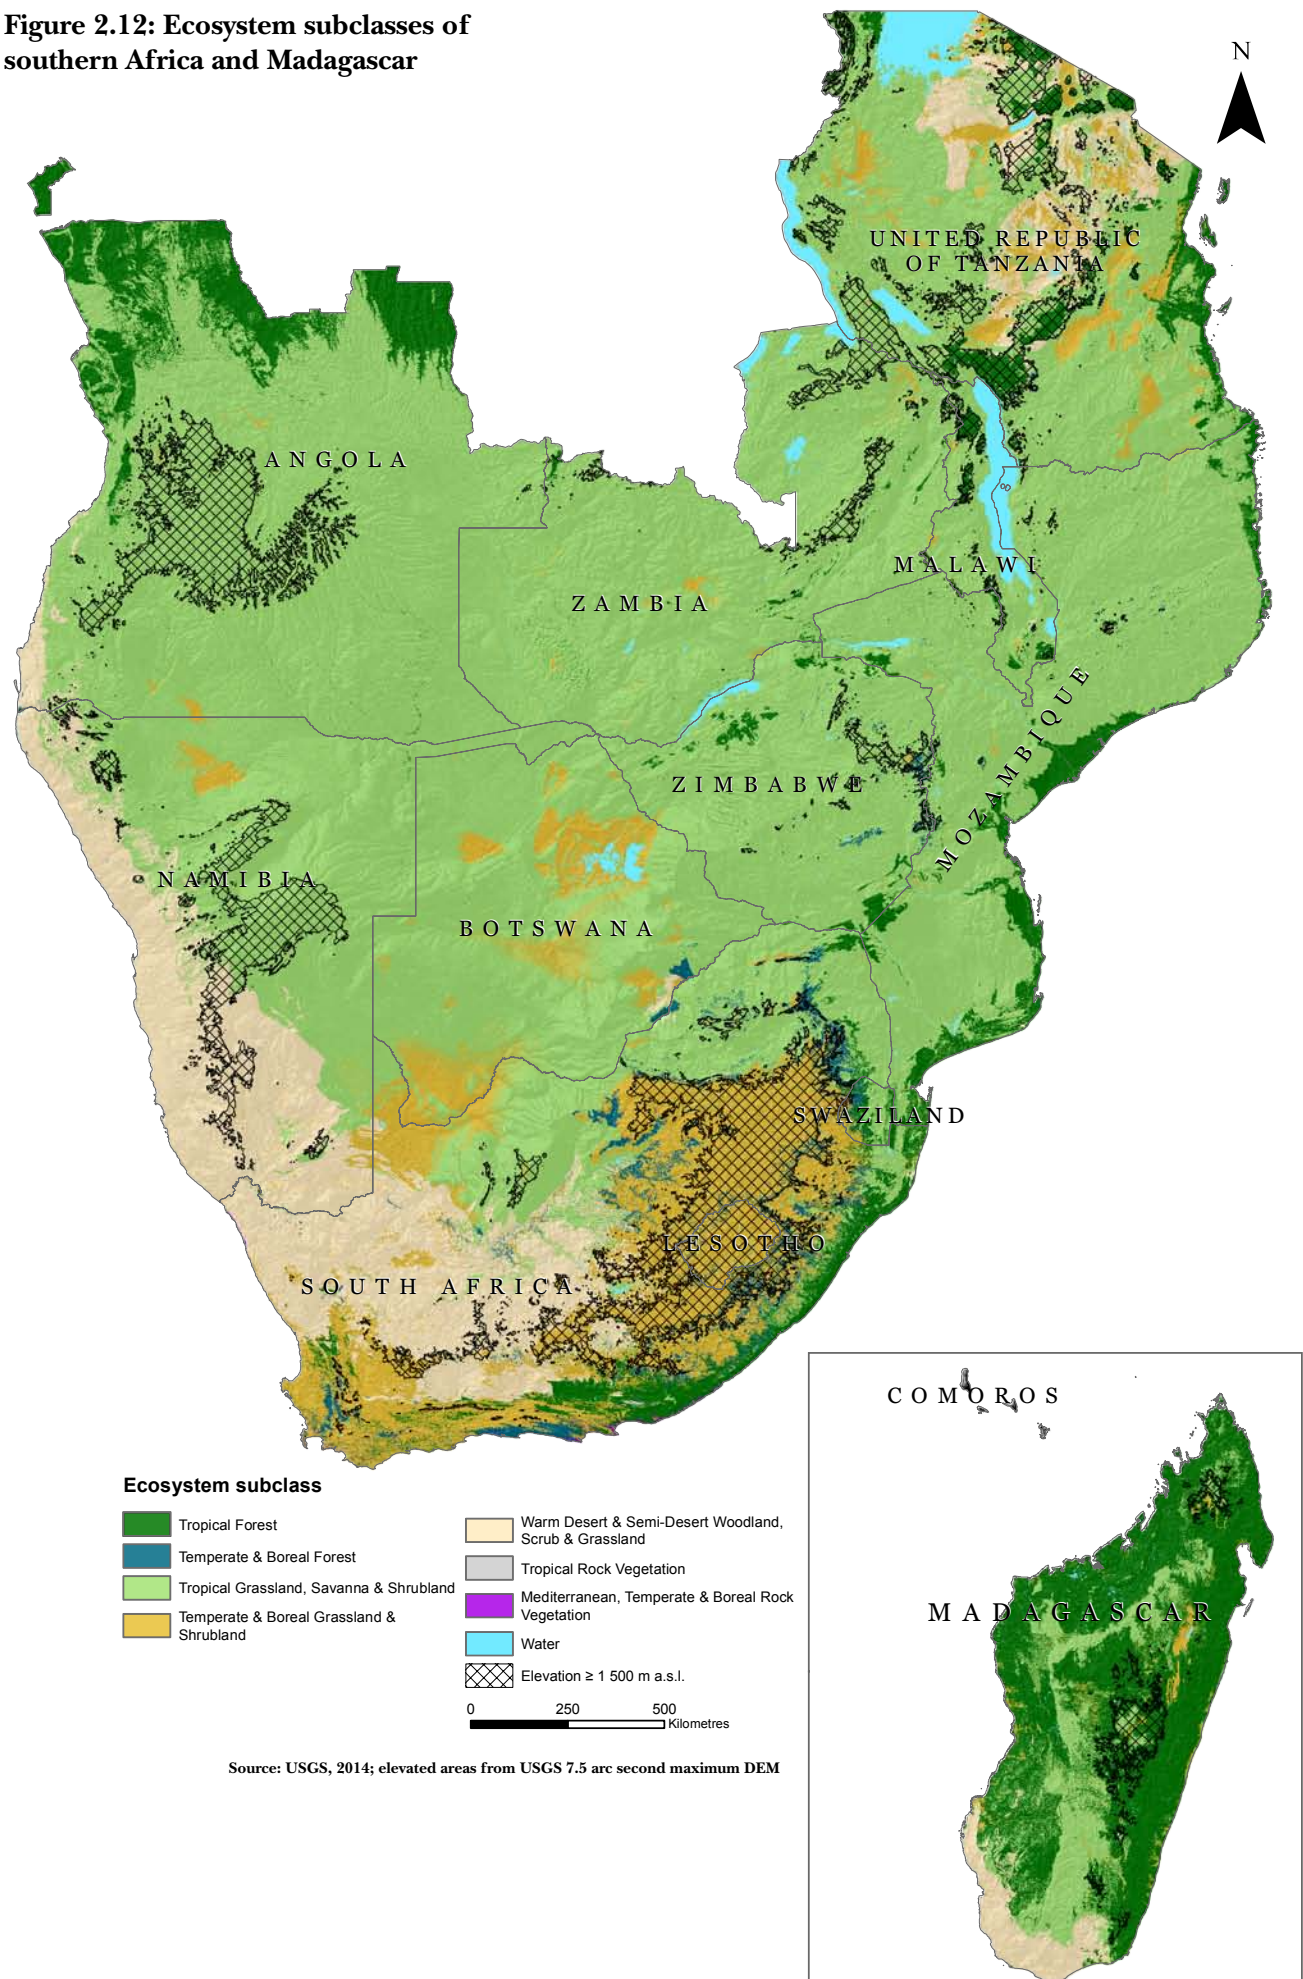 Figure 2.12: Ecosystem subclasses of
southern Africa and Madagascar
N
UNITED REPUBLIC
OF TANZANIA
ANGOLA
MALAWI
ZAMBIA
MOZAMBIQUE
ZIMBABWE
NAMIBIA
BOTSWANA
SWAZILAND
LESOTHO
SOUTH AFRICA
COMOROS
MADAGASCAR
Ecosystem subclass
Tropical Forest
Temperate & Boreal Forest
Tropical Grassland, Savanna & Shrubland
Temperate & Boreal Grassland &
Shrubland
Warm Desert & Semi-Desert Woodland,
Scrub & Grassland
Tropical Rock Vegetation
Mediterranean, Temperate & Boreal Rock
Vegetation
Water
Elevation ≥ 1 500 m a.s.l.
0 250 500
Kilometres
Source: USGS, 2014; elevated areas from USGS 7.5 arc second maximum DEM